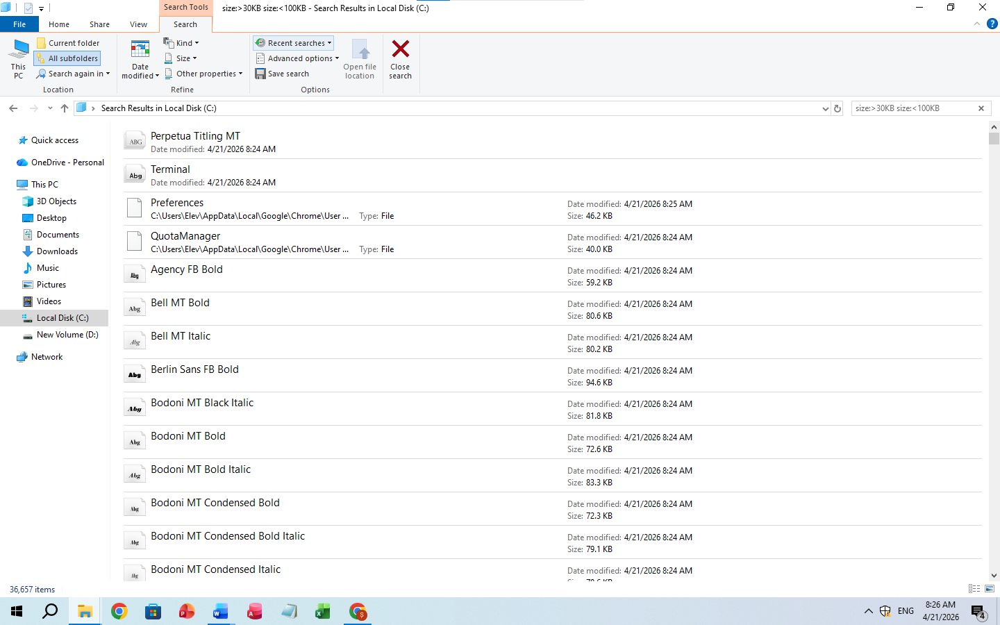 Search Tools
size:>30KB size:<100KB - Search Results in Local Disk (C:)
File
Home
Share
View
Search
This PC
Current folder
All subfolders
Search again in
Location
Date modified
Kind
Size
Other properties
Refine
Recent searches
Advanced options
Save search
Open file location
Options
Close search
Search Results in Local Disk (C:)
size:>30KB size:<100KB
Quick access
OneDrive - Personal
This PC
3D Objects
Desktop
Documents
Downloads
Music
Pictures
Videos
Local Disk (C:)
New Volume (D:)
Network
ABG
Perpetua Titling MT
Date modified: 4/21/2026 8:24 AM
Abg
Terminal
Date modified: 4/21/2026 8:24 AM
Preferences
C:\Users\Elev\AppData\Local\Google\Chrome\User ... Type: File
Date modified: 4/21/2026 8:25 AM
Size: 46.2 KB
QuotaManager
C:\Users\Elev\AppData\Local\Google\Chrome\User ... Type: File
Date modified: 4/21/2026 8:24 AM
Size: 40.0 KB
Abg
Agency FB Bold
Date modified: 4/21/2026 8:24 AM
Size: 59.2 KB
Abg
Bell MT Bold
Date modified: 4/21/2026 8:24 AM
Size: 80.6 KB
Abg
Bell MT Italic
Date modified: 4/21/2026 8:24 AM
Size: 80.2 KB
Abg
Berlin Sans FB Bold
Date modified: 4/21/2026 8:24 AM
Size: 94.6 KB
Abg
Bodoni MT Black Italic
Date modified: 4/21/2026 8:24 AM
Size: 81.8 KB
Abg
Bodoni MT Bold
Date modified: 4/21/2026 8:24 AM
Size: 72.6 KB
Abg
Bodoni MT Bold Italic
Date modified: 4/21/2026 8:24 AM
Size: 83.3 KB
Abg
Bodoni MT Condensed Bold
Date modified: 4/21/2026 8:24 AM
Size: 72.3 KB
Abg
Bodoni MT Condensed Bold Italic
Date modified: 4/21/2026 8:24 AM
Size: 79.1 KB
Abg
Bodoni MT Condensed Italic
Date modified: 4/21/2026 8:24 AM
36,657 items
ENG
8:26 AM
4/21/2026
4